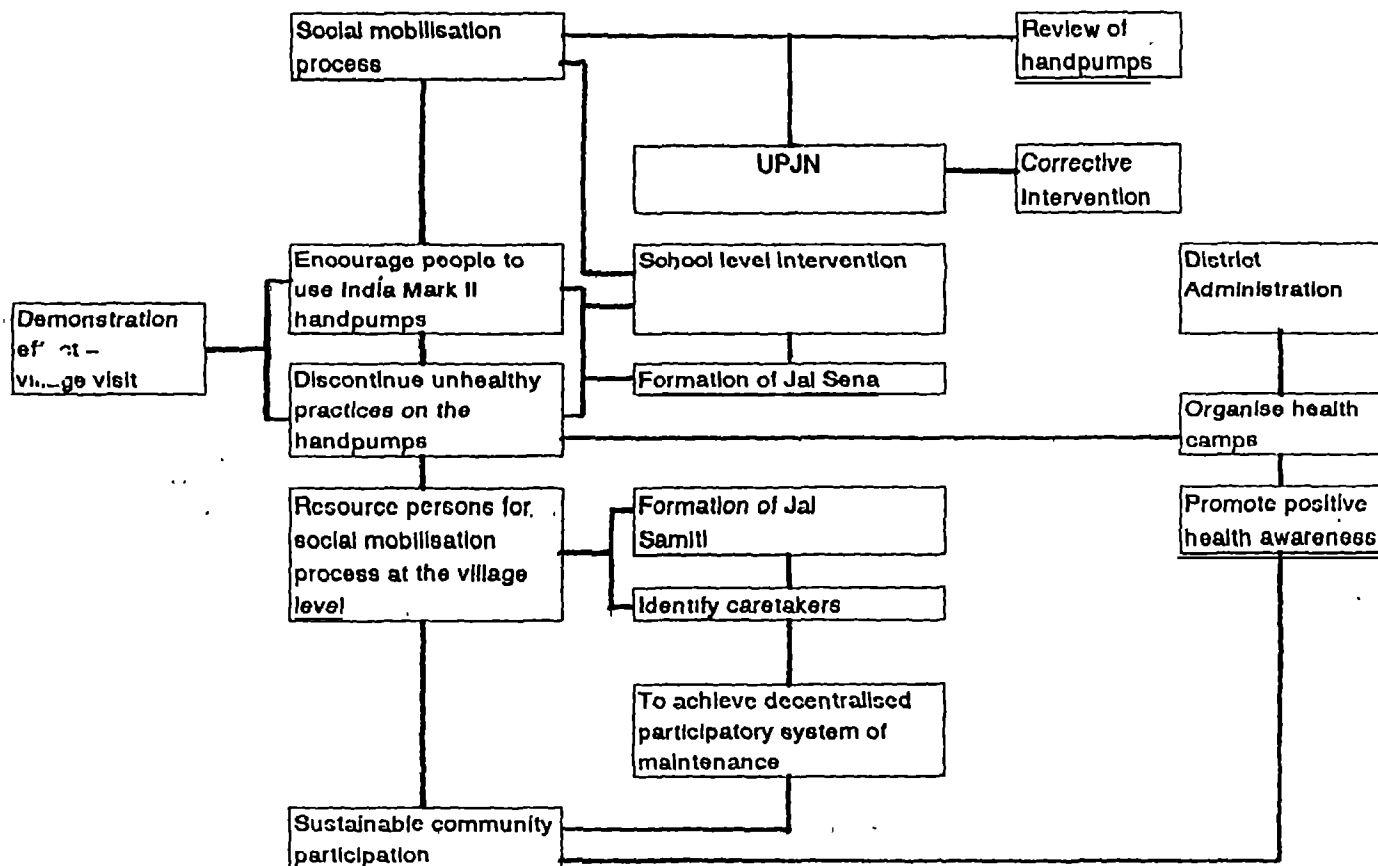 Social mobilisation
process
Review of
handpumps
UPJN
Corrective
Intervention
Encourage people to
use India Mark II
handpumps
School level intervention
District
Administration
Demonstration
–
visit
Discontinue unhealthy
practices on the
handpumps
Formation of Jal Sena
Organise health
camps
Resource persons for
social mobilisation
process at the village
level
Formation of Jal
Samiti
Promote positive
health awareness
Identify caretakers
To achieve decentralised
participatory system of
maintenance
Sustainable community
participation